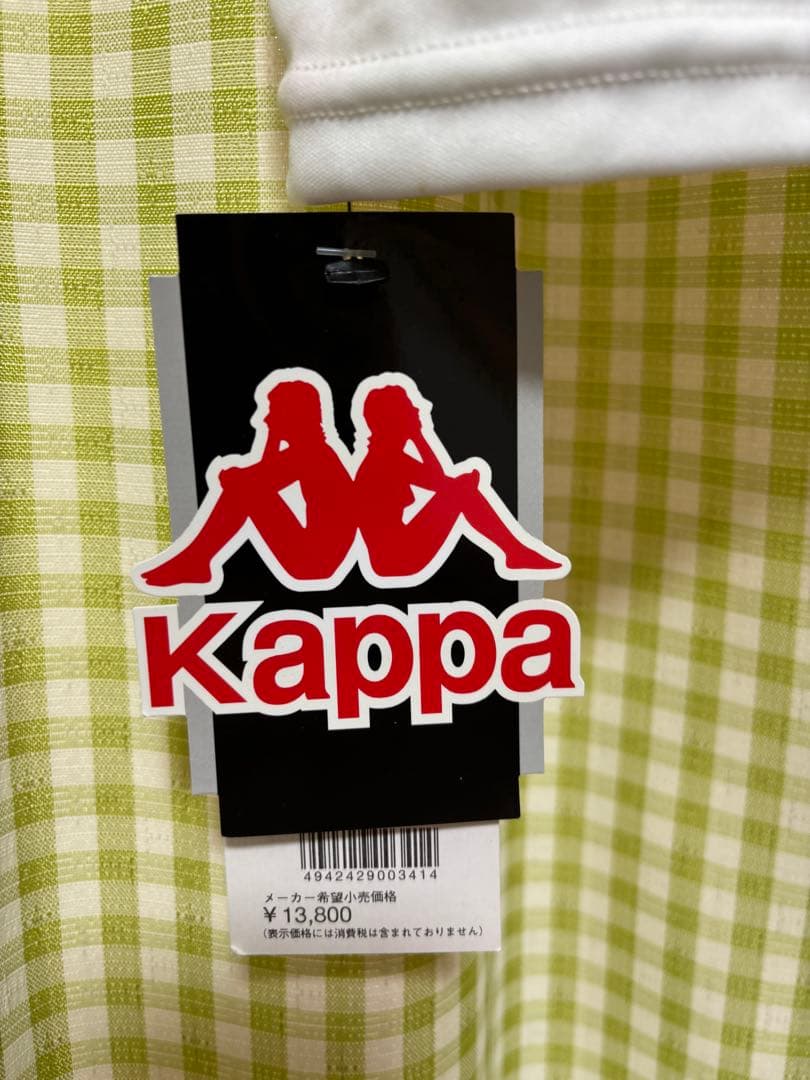 Kappa
4942429003414
メーカー希望小売価格
¥ 13,800
(表示価格には消費税は含まれておりません)